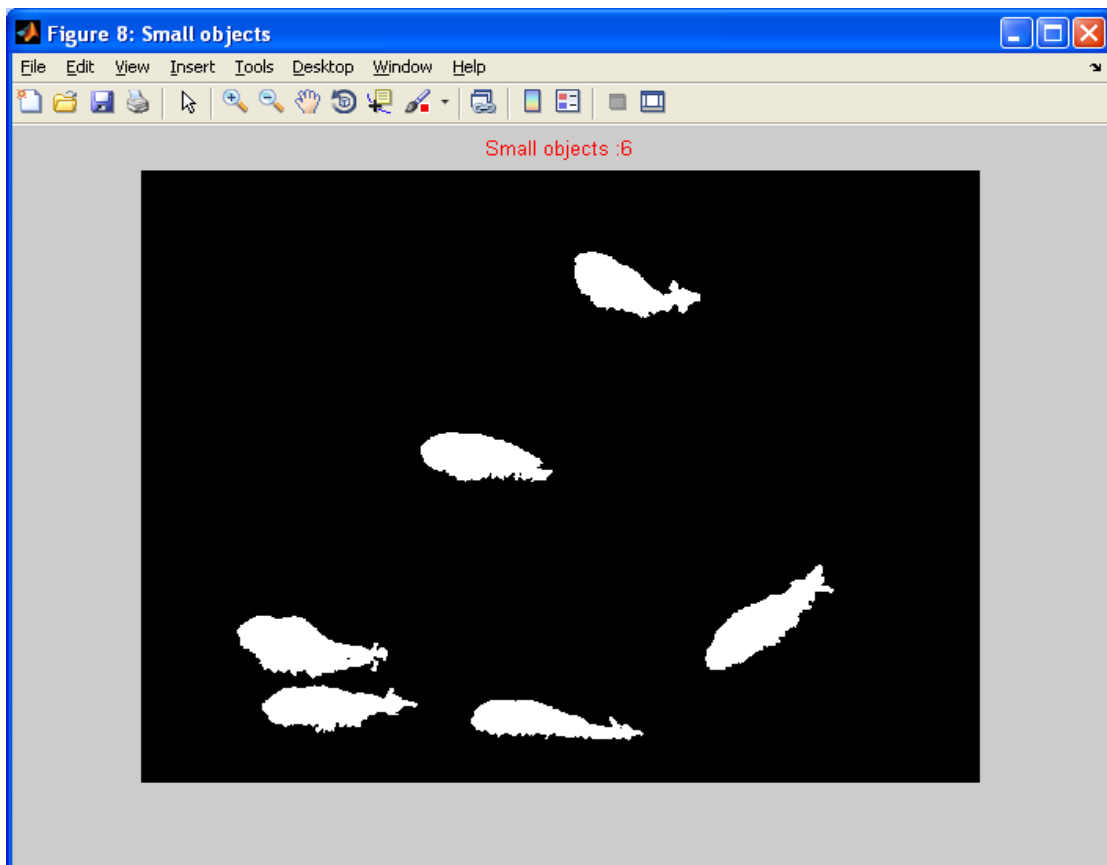 Figure 8: Small objects
File Edit View Insert Tools Desktop Window Help
Small objects :6